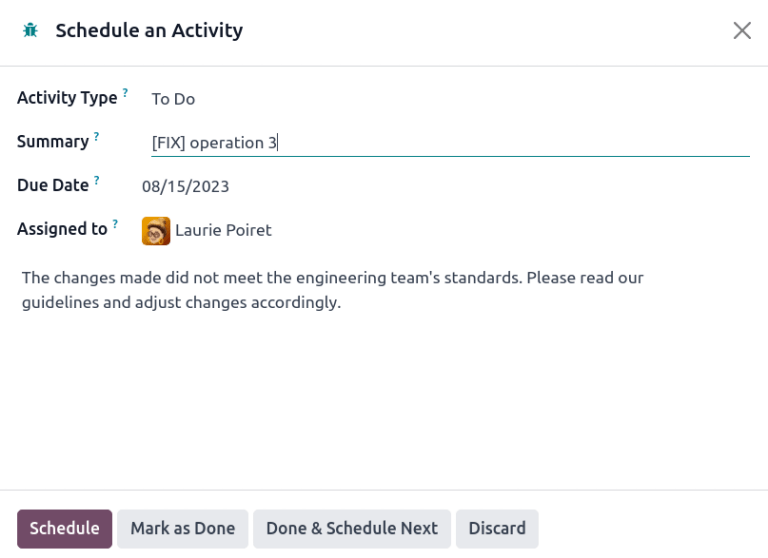 Schedule an Activity
Activity Type ? To Do
Summary ? [FIX] operation 3
Due Date ? 08/15/2023
Assigned to ? Laurie Poiret
The changes made did not meet the engineering team's standards. Please read our
guidelines and adjust changes accordingly.
Schedule Mark as Done Done & Schedule Next Discard